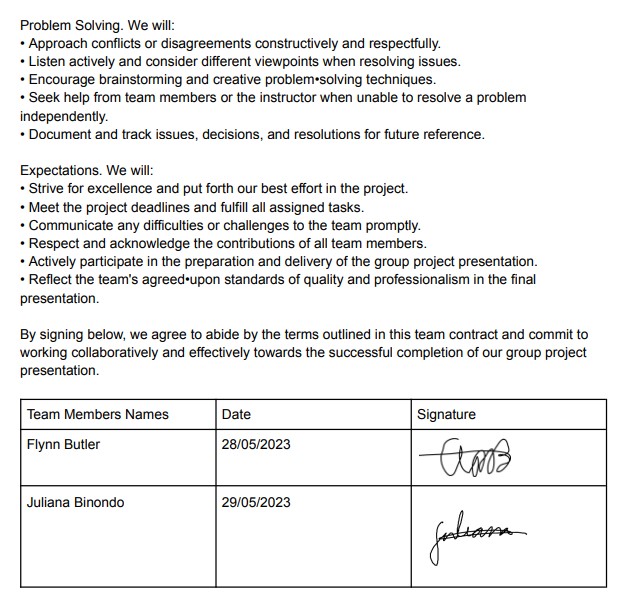 Problem Solving. We will:
• Approach conflicts or disagreements constructively and respectfully.
• Listen actively and consider different viewpoints when resolving issues.
• Encourage brainstorming and creative problem•solving techniques.
• Seek help from team members or the instructor when unable to resolve a problem
independently.
• Document and track issues, decisions, and resolutions for future reference.
Expectations. We will:
• Strive for excellence and put forth our best effort in the project.
• Meet the project deadlines and fulfill all assigned tasks.
• Communicate any difficulties or challenges to the team promptly.
• Respect and acknowledge the contributions of all team members.
• Actively participate in the preparation and delivery of the group project presentation.
• Reflect the team's agreed•upon standards of quality and professionalism in the final
presentation.
By signing below, we agree to abide by the terms outlined in this team contract and commit to
working collaboratively and effectively towards the successful completion of our group project
presentation.
Team Members Names Date Signature
Flynn Butler 28/05/2023
Juliana Binondo 29/05/2023